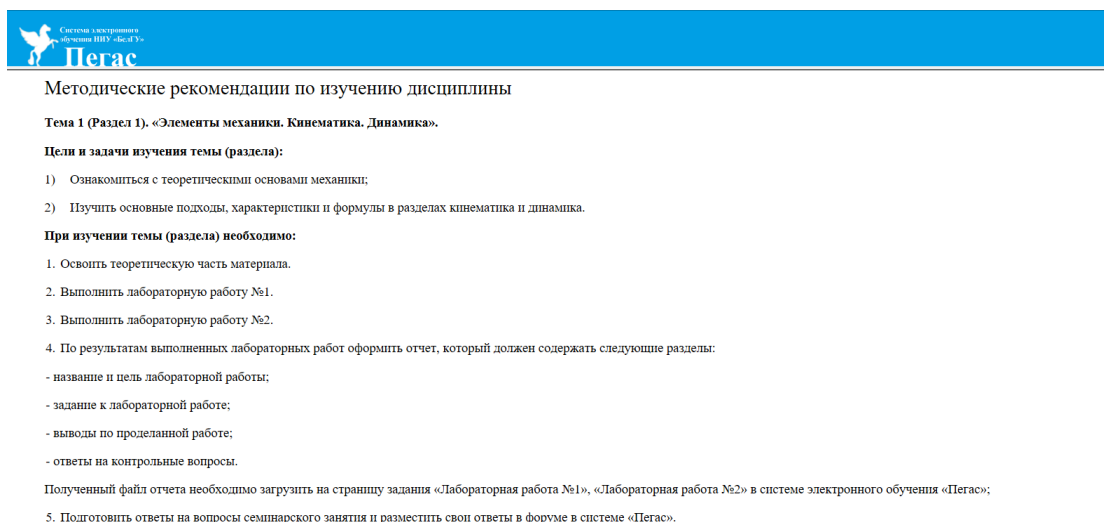 Система электронного
обучения НИУ «БелГУ»
Пегас
Методические рекомендации по изучению дисциплины
Тема 1 (Раздел 1). «Элементы механики. Кинематика. Динамика».
Цели и задачи изучения темы (раздела):
1) Ознакомиться с теоретическими основами механики;
2) Изучить основные подходы, характеристики и формулы в разделах кинематика и динамика.
При изучении темы (раздела) необходимо:
1. Освоить теоретическую часть материала.
2. Выполнить лабораторную работу №1.
3. Выполнить лабораторную работу №2.
4. По результатам выполненных лабораторных работ оформить отчет, который должен содержать следующие разделы:
- название и цель лабораторной работы;
- задание к лабораторной работе;
- выводы по проделанной работе;
- ответы на контрольные вопросы.
Полученный файл отчета необходимо загрузить на страницу задания «Лабораторная работа №1», «Лабораторная работа №2» в системе электронного обучения «Пегас»;
5. Подготовить ответы на вопросы семинарского занятия и разместить свои ответы в форуме в системе «Пегас».